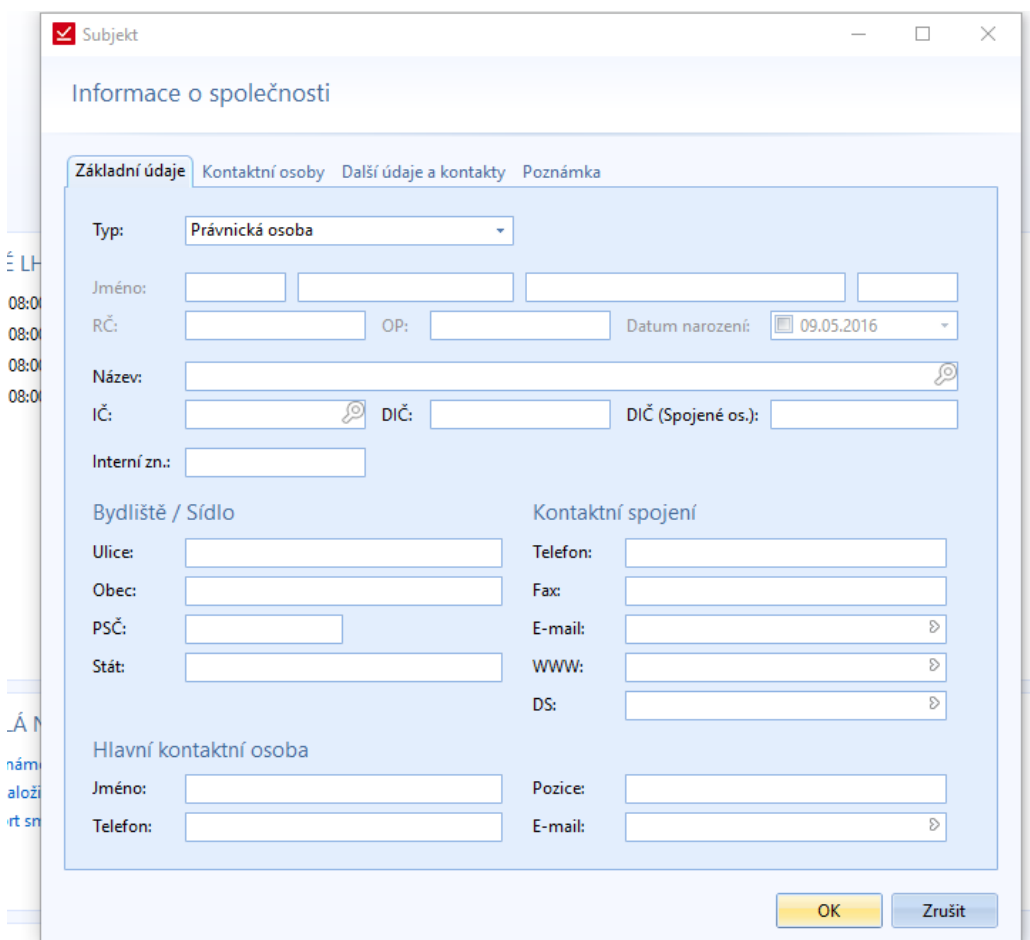 Subjekt
Informace o společnosti
Základní údaje Kontaktní osoby Další údaje a kontakty Poznámka
Typ: Právnická osoba
Jméno:
RČ: OP: Datum narození: 09.05.2016
Název:
IČ: DIČ: DIČ (Spojené os.):
Interní zn.:
Bydliště / Sídlo Kontaktní spojení
Ulice: Telefon:
Obec: Fax:
PSČ: E-mail:
Stát: WWW:
DS:
Hlavní kontaktní osoba
Jméno: Pozice:
Telefon: E-mail:
OK Zrušit
É LH
08:00
08:00
08:00
08:00